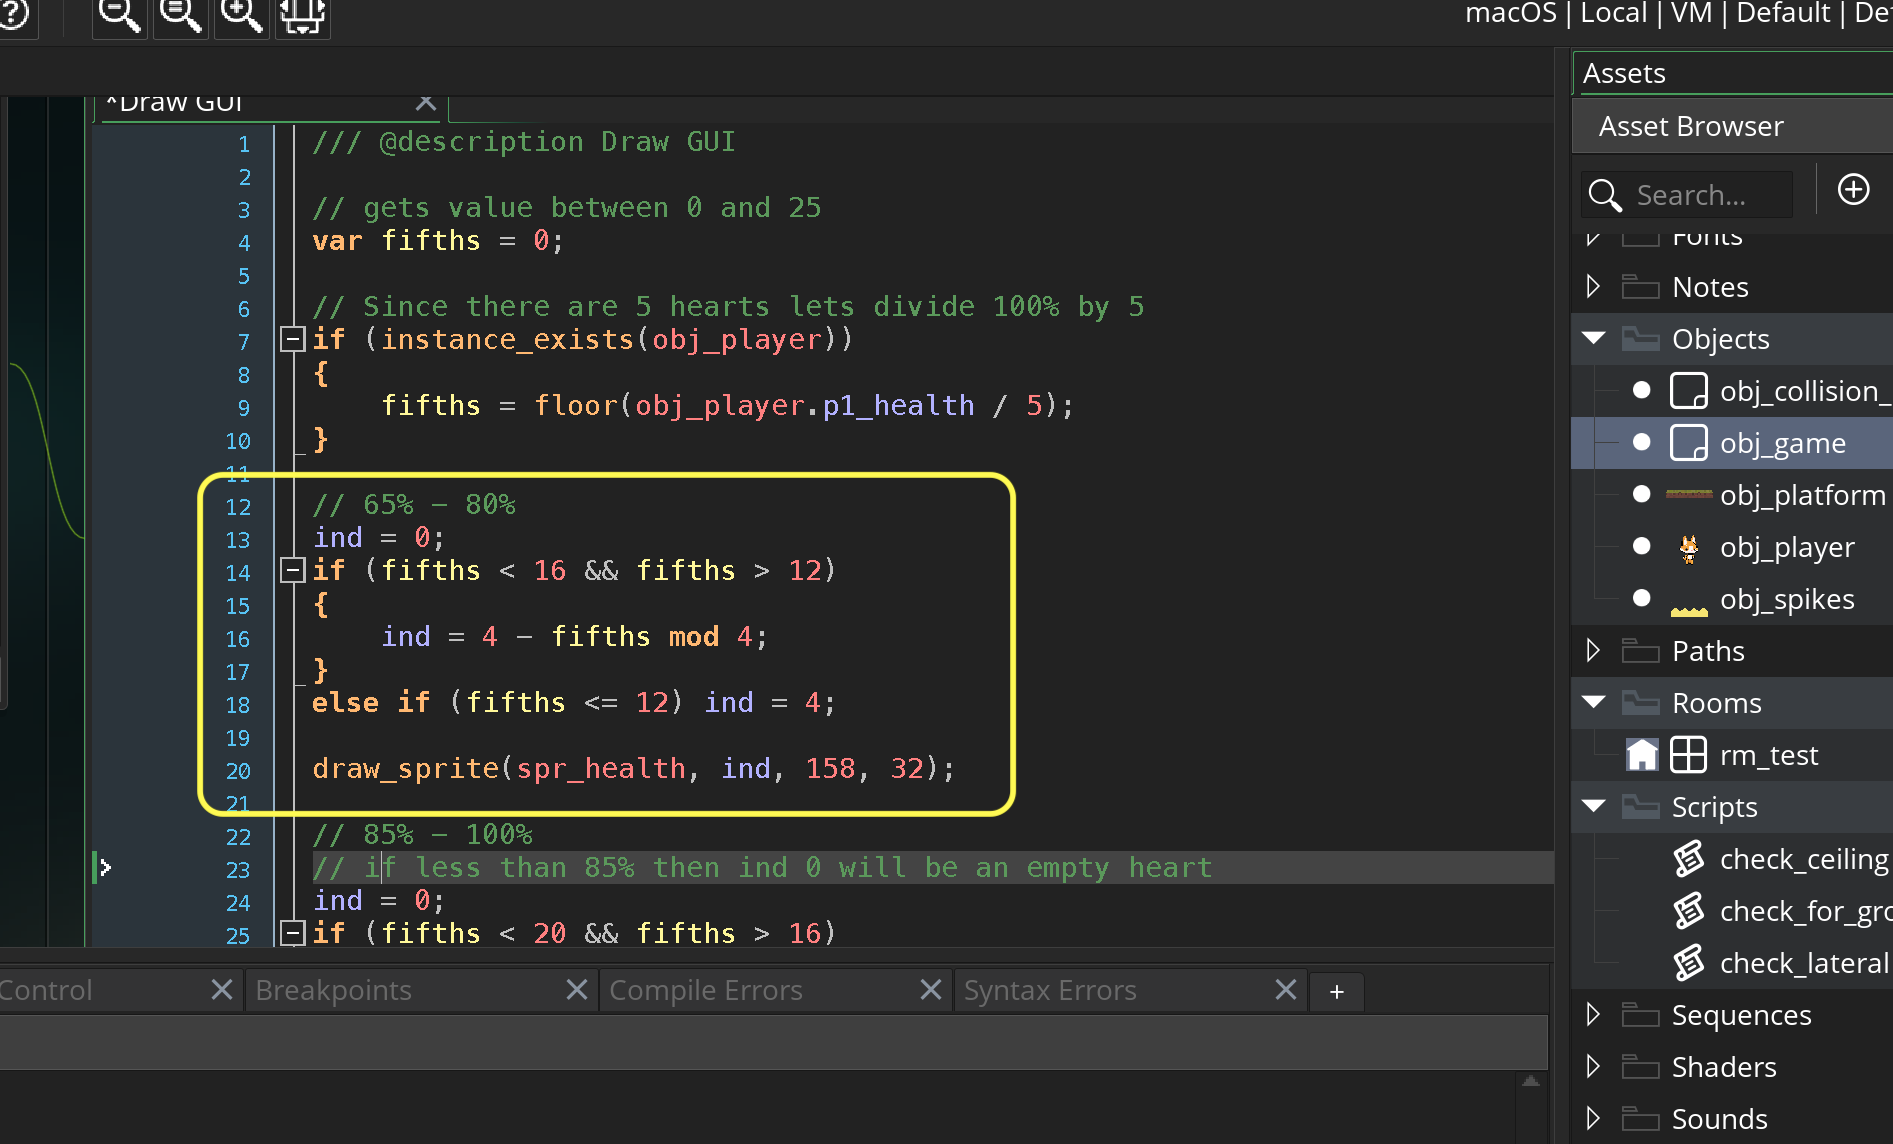 macOS | Local | VM | Default | De
Assets
*Draw GUI
Asset Browser
Search...
1 /// @description Draw GUI
2
3 // gets value between 0 and 25
4 var fifths = 0;
5
6 // Since there are 5 hearts lets divide 100% by 5
7 if (instance_exists(obj_player))
8 {
9 fifths = floor(obj_player.p1_health / 5);
10 }
11
12 // 65% - 80%
13 ind = 0;
14 if (fifths < 16 && fifths > 12)
15 {
16 ind = 4 - fifths mod 4;
17 }
18 else if (fifths <= 12) ind = 4;
19
20 draw_sprite(spr_health, ind, 158, 32);
21
22 // 85% - 100%
23 // if less than 85% then ind 0 will be an empty heart
24 ind = 0;
25 if (fifths < 20 && fifths > 16)
Fonts
Notes
Objects
obj_collision_
obj_game
obj_platform
obj_player
obj_spikes
Paths
Rooms
rm_test
Scripts
check_ceiling
check_for_gro
check_lateral
Sequences
Shaders
Sounds
Control
Breakpoints
Compile Errors
Syntax Errors
+